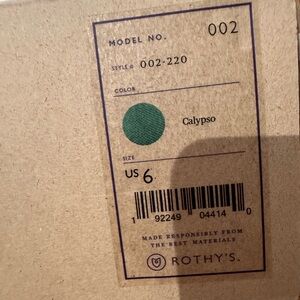 MODEL NO. 002
STYLE # 002-220
COLOR
Calypso
SIZE
US 6
1 92249 04414 0
MADE RESPONSIBLY FROM
THE BEST MATERIALS
ROTHY'S.